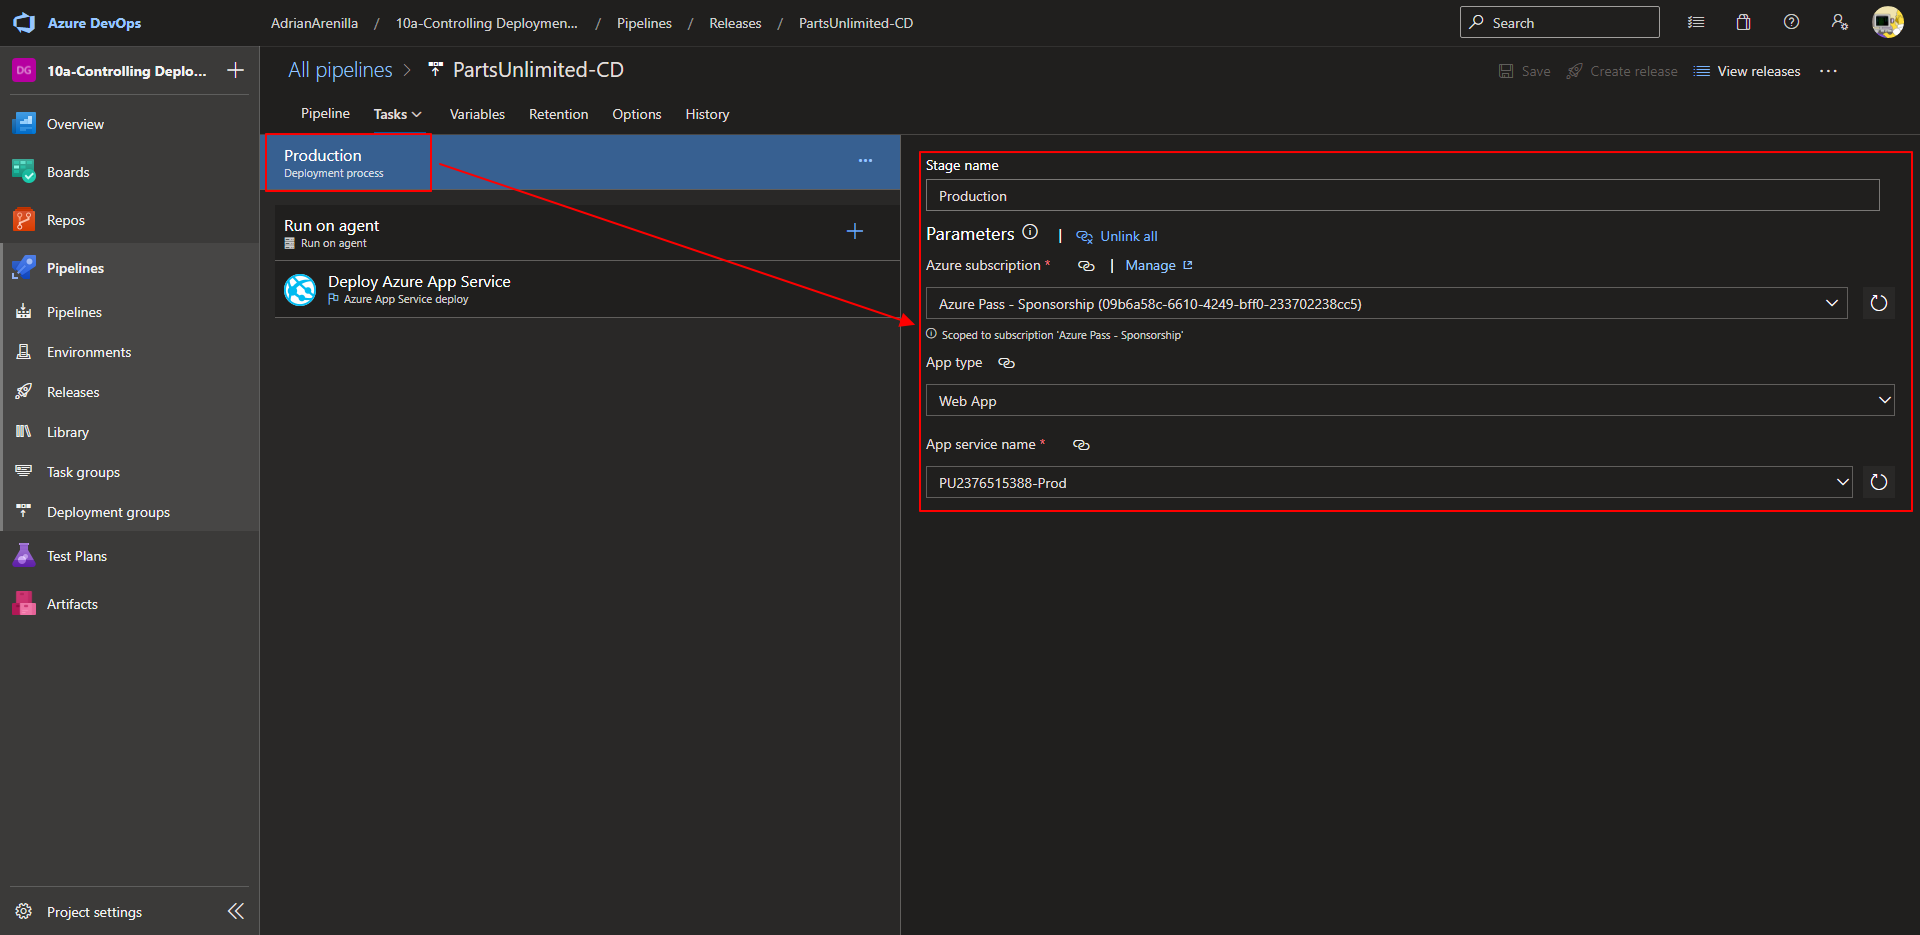 Azure DevOps
AdrianArenilla / 10a-Controlling Deploymen... / Pipelines / Releases / PartsUnlimited-CD
Search
DG 10a-Controlling Deplo...
Overview
Boards
Repos
Pipelines
Pipelines
Environments
Releases
Library
Task groups
Deployment groups
Test Plans
Artifacts
Project settings
All pipelines > PartsUnlimited-CD
Save Create release View releases ...
Pipeline Tasks Variables Retention Options History
Production
Deployment process
Run on agent
Run on agent
Deploy Azure App Service
Azure App Service deploy
Stage name
Production
Parameters | Unlink all
Azure subscription * | Manage
Azure Pass - Sponsorship (09b6a58c-6610-4249-bff0-233702238cc5)
Scoped to subscription 'Azure Pass - Sponsorship'
App type
Web App
App service name *
PU2376515388-Prod